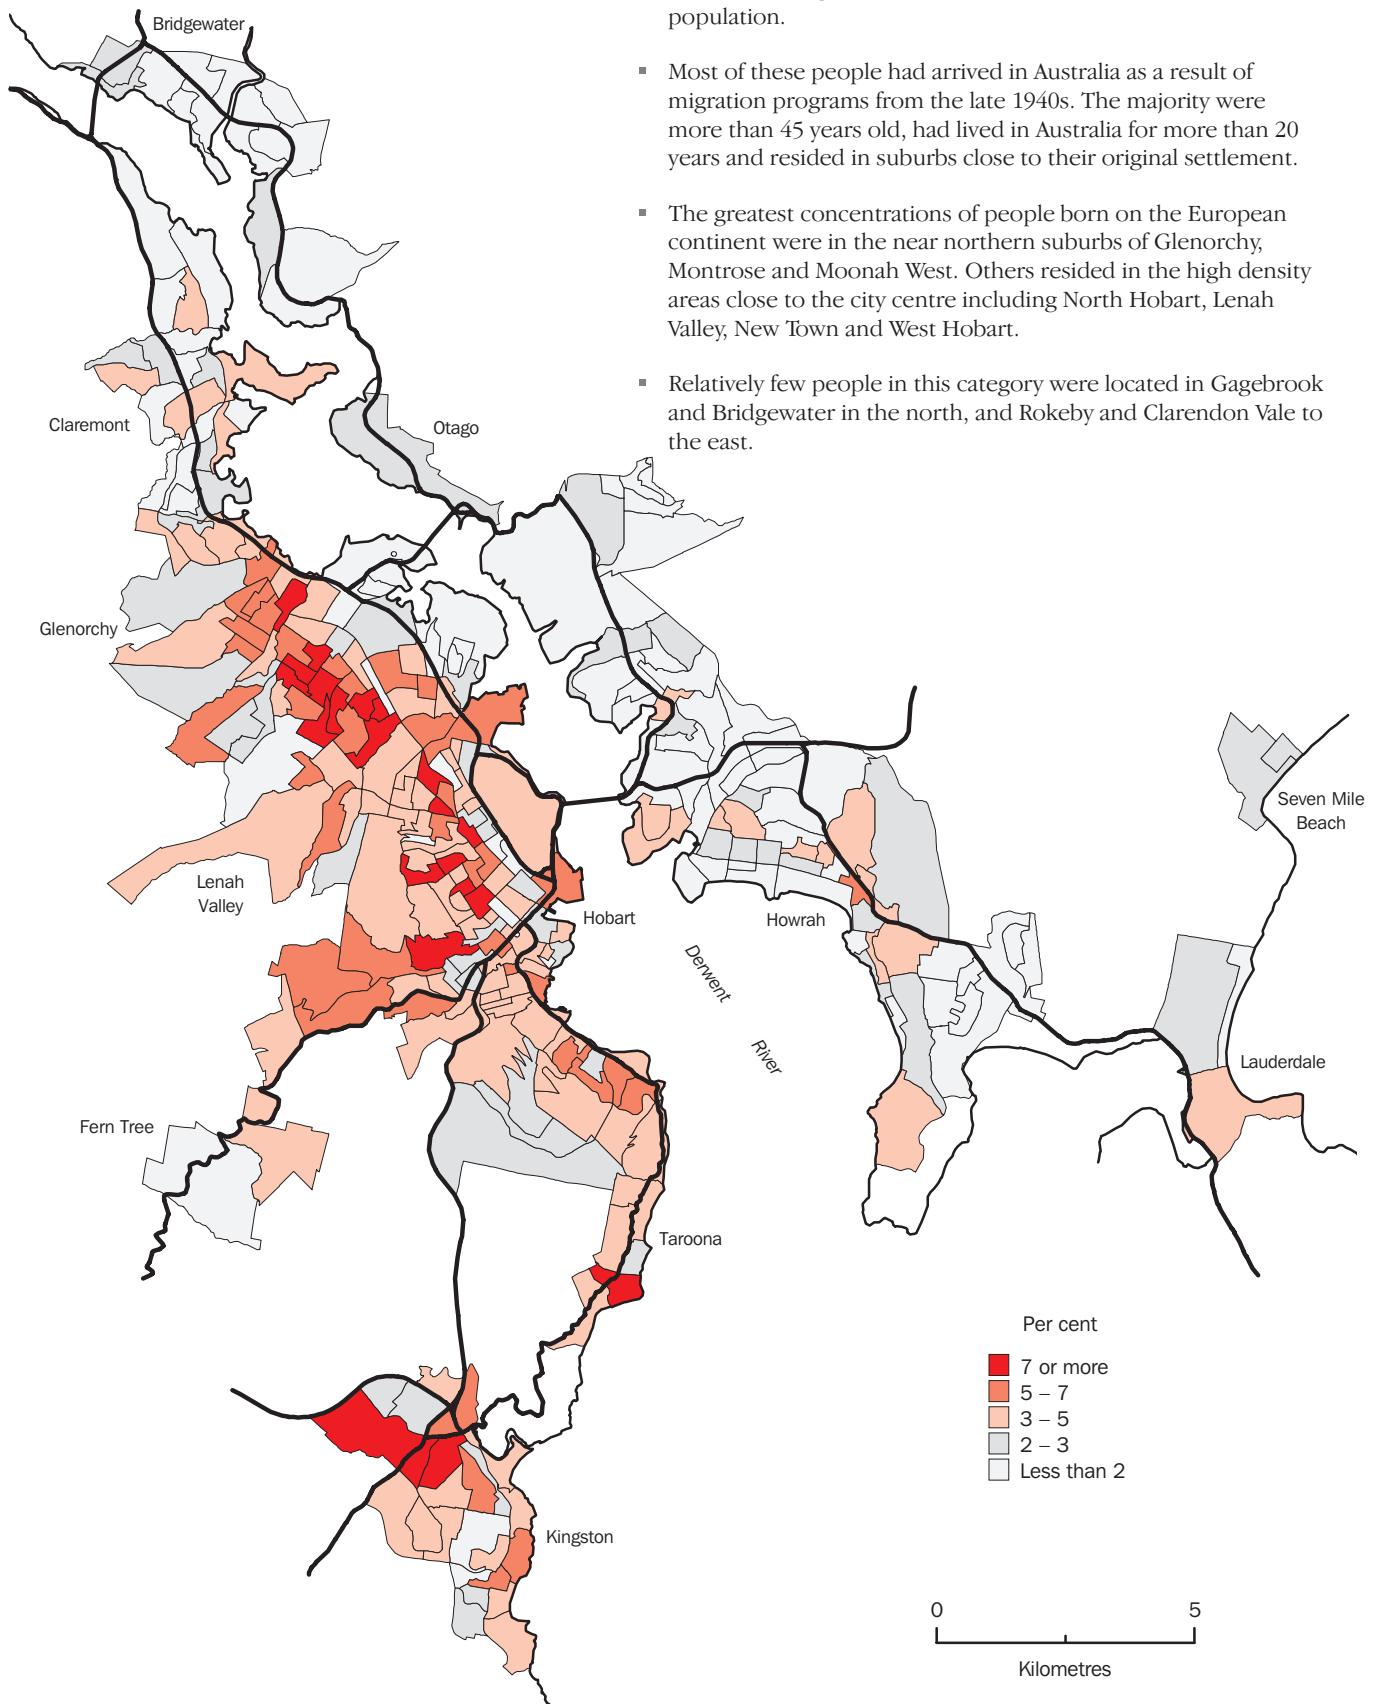 population.
Most of these people had arrived in Australia as a result of
migration programs from the late 1940s. The majority were
more than 45 years old, had lived in Australia for more than 20
years and resided in suburbs close to their original settlement.
The greatest concentrations of people born on the European
continent were in the near northern suburbs of Glenorchy,
Montrose and Moonah West. Others resided in the high density
areas close to the city centre including North Hobart, Lenah
Valley, New Town and West Hobart.
Relatively few people in this category were located in Gagebrook
and Bridgewater in the north, and Rokeby and Clarendon Vale to
the east.
Bridgewater
Claremont
Otago
Glenorchy
Seven Mile
Beach
Lenah
Valley
Hobart
Howrah
Derwent
River
Lauderdale
Fern Tree
Taroona
Kingston
Per cent
7 or more
5 – 7
3 – 5
2 – 3
Less than 2
0 5
Kilometres